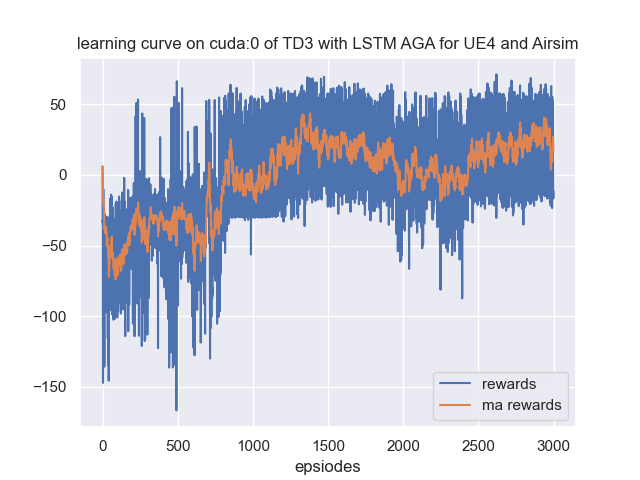 learning curve on cuda:0 of TD3 with LSTM AGA for UE4 and Airsim
50
0
−50
−100
−150
0 500 1000 1500 2000 2500 3000
epsiodes
rewards
ma rewards